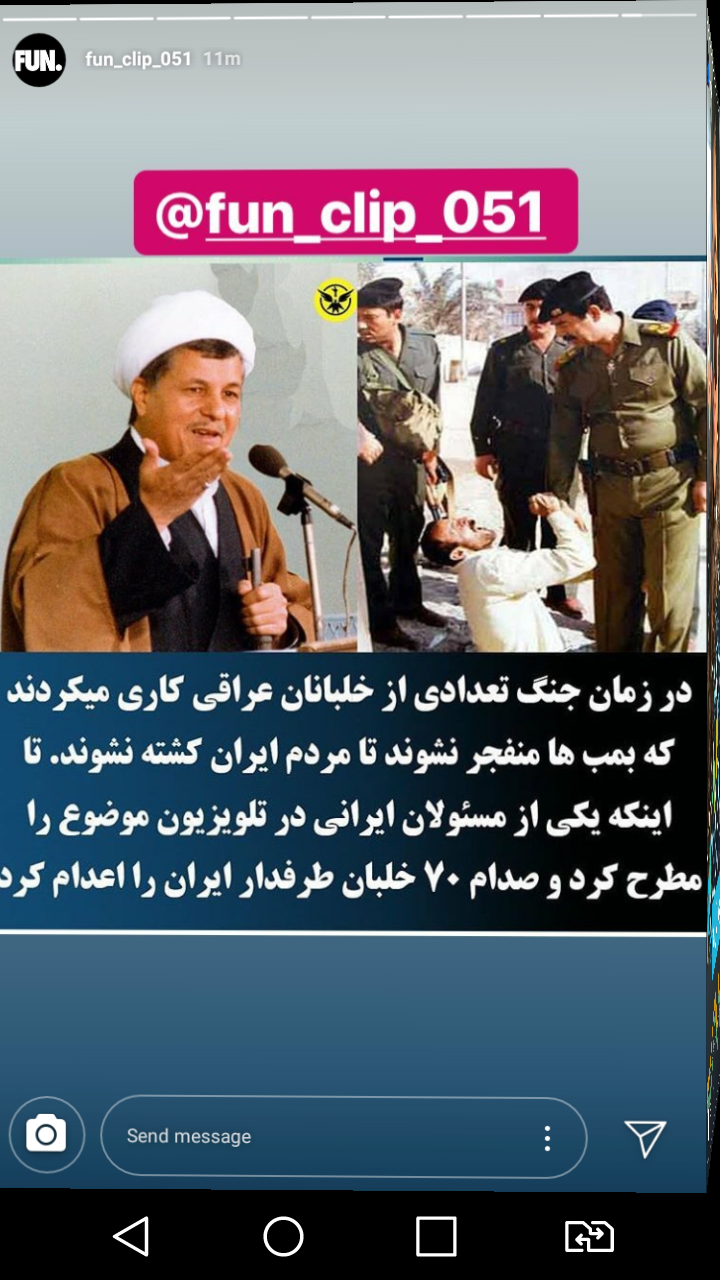 FUN.
fun_clip_051 11m
@fun_clip_051
در زمان جنگ تعدادی از خلبانان عراقی کاری میکردند
که بمب ها منفجر نشوند تا مردم ایران کشته نشوند. تا
اینکه یکی از مسئولان ایرانی در تلویزیون موضوع را
مطرح کرد و صدام ۷۰ خلبان طرفدار ایران را اعدام کرد
Send message